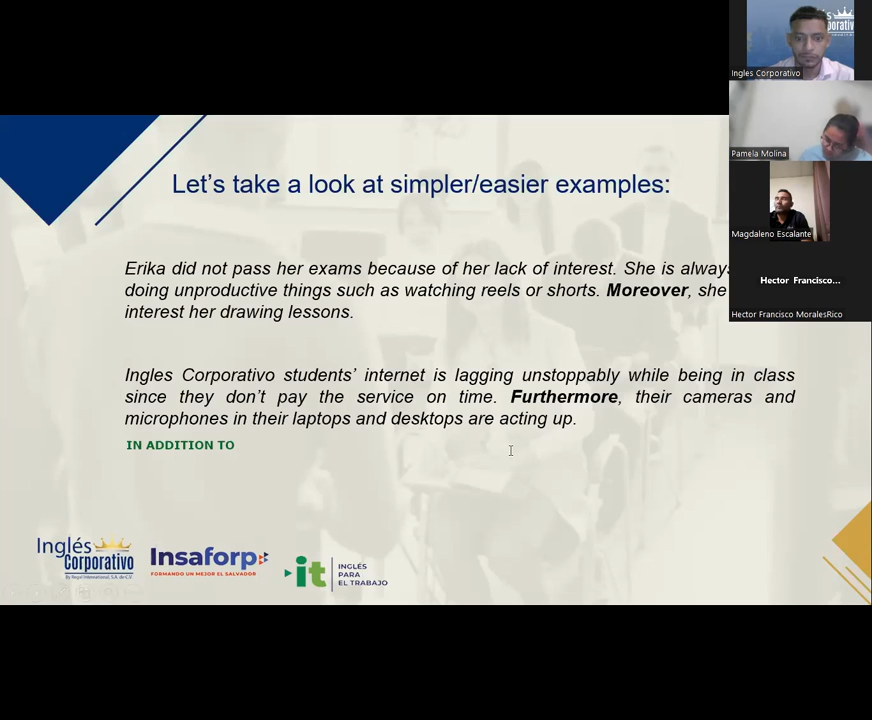 Ingles Corporativo
Pamela Molina
Magdaleno Escalante
Hector Francisco...
Hector Francisco MoralesRico
Let's take a look at simpler/easier examples:
Erika did not pass her exams because of her lack of interest. She is always
doing unproductive things such as watching reels or shorts. Moreover, she
interest her drawing lessons.
Ingles Corporativo students' internet is lagging unstoppably while being in class
since they don't pay the service on time. Furthermore, their cameras and
microphones in their laptops and desktops are acting up.
IN ADDITION TO
Inglés
Corporativo
By Regal International, S.A. de C.V.
Insaforp
FORMANDO UN MEJOR EL SALVADOR
it
INGLÉS
PARA
EL TRABAJO